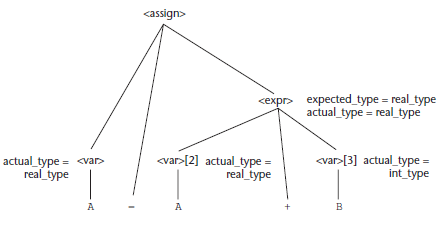 <assign>
<expr> expected_type = real_type
actual_type = real_type
actual_type = <var> <var>[2] actual_type = <var>[3] actual_type =
real_type real_type int_type
A = A + B